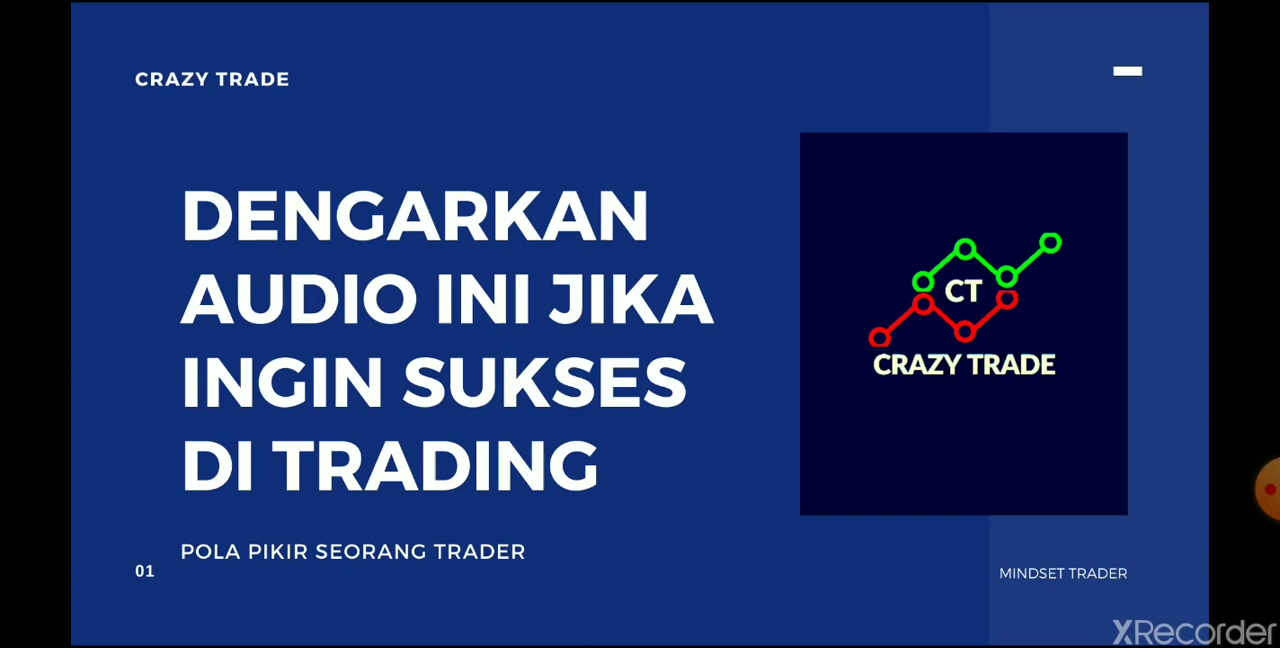 CRAZY TRADE
DENGARKAN
AUDIO INI JIKA
INGIN SUKSES
DI TRADING
POLA PIKIR SEORANG TRADER
01
CT
CRAZY TRADE
MINDSET TRADER
XRecorder